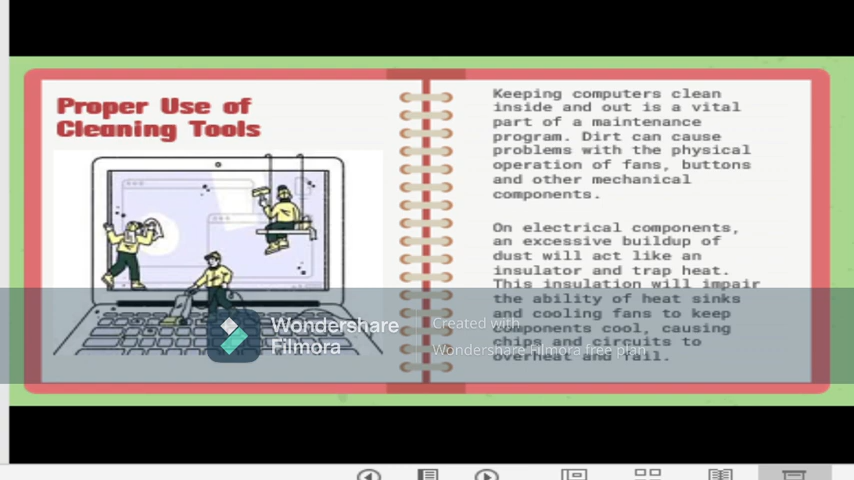 Proper Use of
Cleaning Tools
Keeping computers clean
inside and out is a vital
part of a maintenance
program. Dirt can cause
problems with the physical
operation of fans, buttons
and other mechanical
components.
On electrical components,
an excessive buildup of
dust will act like an
insulator and trap heat.
This insulation will impair
the ability of heat sinks
and cooling fans to keep
components cool, causing
chips and circuits to
overheat and fail.
Wondershare
Filmora
Created with
Wondershare Filmora free plan